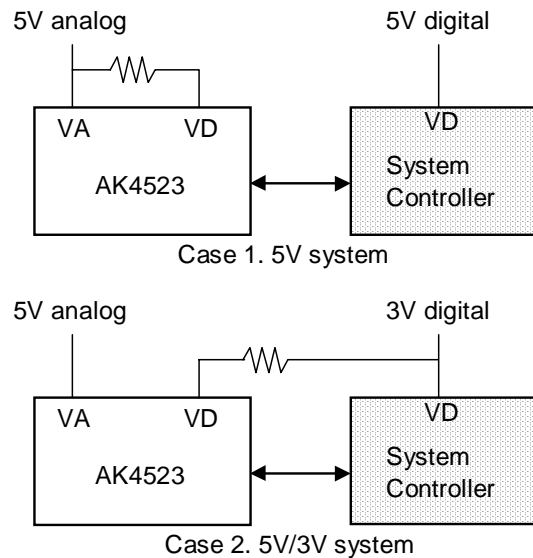 5V analog
5V digital
VA
VD
VD
AK4523
System
Controller
Case 1. 5V system
5V analog
3V digital
VA
VD
VD
AK4523
System
Controller
Case 2. 5V/3V system